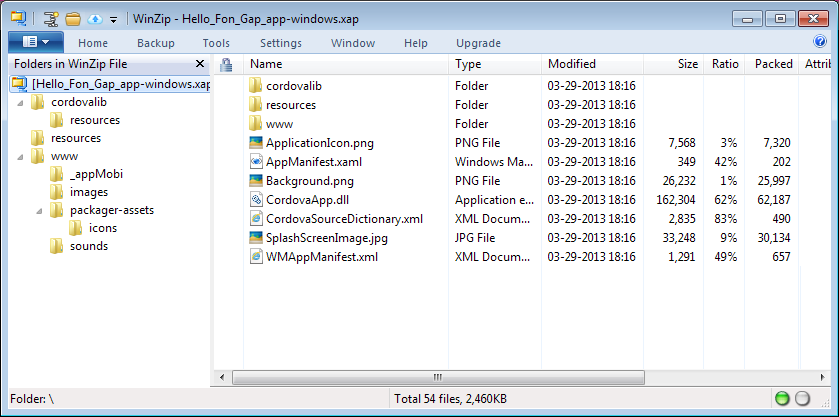 WinZip - Hello_Fon_Gap_app-windows.xap
Home Backup Tools Settings Window Help Upgrade
Folders in WinZip File
[Hello_Fon_Gap_app-windows.xap
cordovalib
resources
resources
www
_appMobi
images
packager-assets
icons
sounds
Name Type Modified Size Ratio Packed Attrib
cordovalib Folder 03-29-2013 18:16
resources Folder 03-29-2013 18:16
www Folder 03-29-2013 18:16
ApplicationIcon.png PNG File 03-29-2013 18:16 7,568 3% 7,320
AppManifest.xaml Windows Ma... 03-29-2013 18:16 349 42% 202
Background.png PNG File 03-29-2013 18:16 26,232 1% 25,997
CordovaApp.dll Application e... 03-29-2013 18:16 162,304 62% 62,187
CordovaSourceDictionary.xml XML Docum... 03-29-2013 18:16 2,835 83% 490
SplashScreenImage.jpg JPG File 03-29-2013 18:16 33,248 9% 30,134
WMAppManifest.xml XML Docum... 03-29-2013 18:16 1,291 49% 657
Folder: \ Total 54 files, 2,460KB